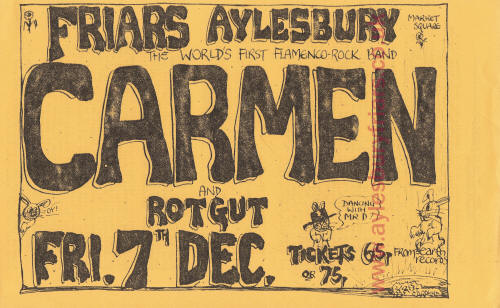 FRIARS AYLESBURY
MARKET SQUARE
THE WORLD'S FIRST FLAMENCO-ROCK BAND
CARMEN
AND
ROTGUT
OY!
DANCING WITH MR D?
FRI. 7TH DEC.
TICKETS 65p
OR 75p
From earth records